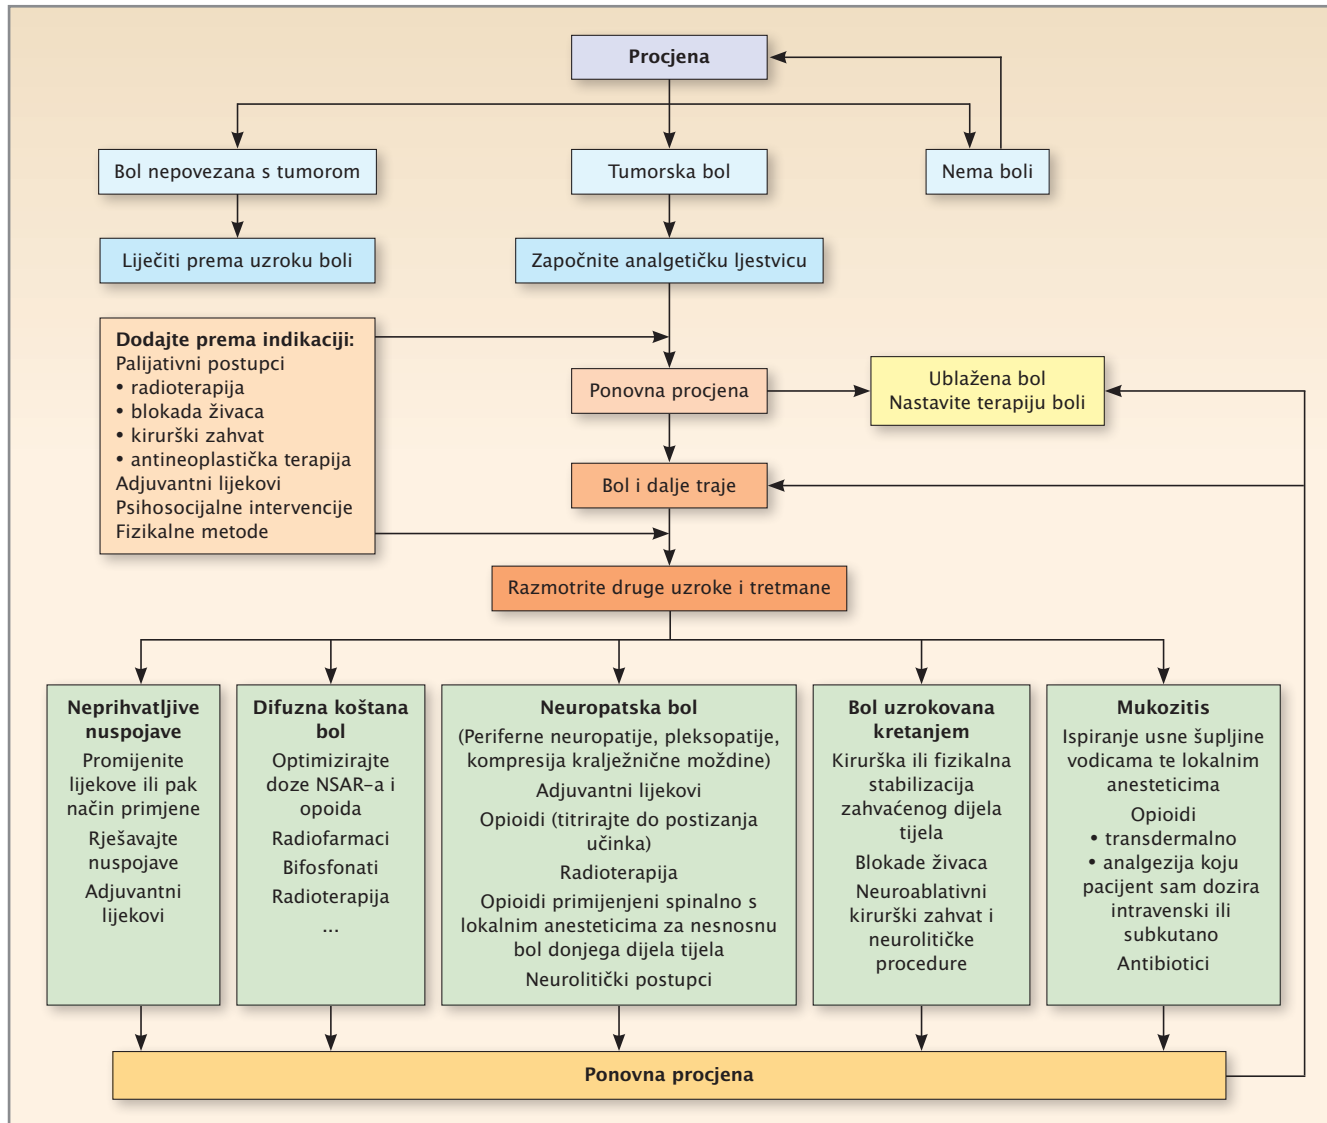 Procjena
Bol nepovezana s tumorom
Tumorska bol
Nema boli
Liječiti prema uzroku boli
Započnite analgetičku ljestvicu
Dodajte prema indikaciji:
Palijativni postupci
• radioterapija
• blokada živaca
• kirurški zahvat
• antineoplastička terapija
Adjuvantni lijekovi
Psihosocijalne intervencije
Fizikalne metode
Ponovna procjena
Ublažena bol
Nastavite terapiju boli
Bol i dalje traje
Razmotrite druge uzroke i tretmane
Neprihvatljive
nuspojave
Promijenite
lijekove ili pak
način primjene
Rješavajte
nuspojave
Adjuvantni
lijekovi
Difuzna koštana
bol
Optimizirajte
doze NSAR–a i
opoida
Radiofarmaci
Bifosfonati
Radioterapija
...
Neuropatska bol
(Periferne neuropatije, pleksopatije,
kompresija kralježnične moždine)
Adjuvantni lijekovi
Opioidi (titrirajte do postizanja
učinka)
Radioterapija
Opioidi primijenjeni spinalno s
lokalnim anesteticima za nesnosnu
bol donjega dijela tijela
Neurolitički postupci
Bol uzrokovana
kretanjem
Kirurška ili fizikalna
stabilizacija
zahvaćenog dijela
tijela
Blokade živaca
Neuroablativni
kirurški zahvat i
neurolitičke
procedure
Mukozitis
Ispiranje usne šupljine
vodicama te lokalnim
anesteticima
Opioidi
• transdermalno
• analgezija koju
pacijent sam dozira
intravenski ili
subkutano
Antibiotici
Ponovna procjena